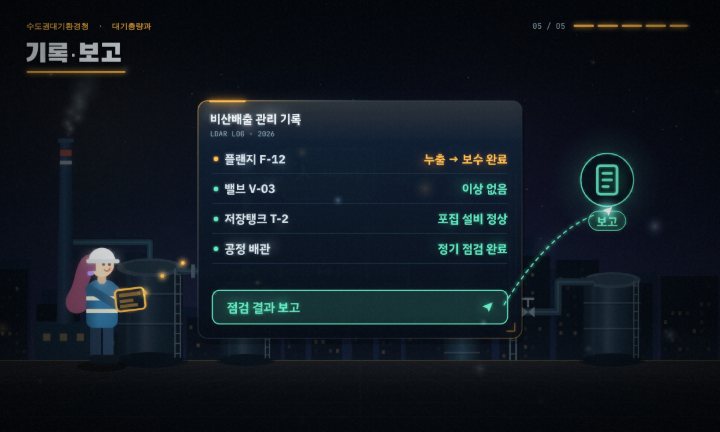 수도권대기환경청 · 대기총량과
05 / 05
기록·보고
비산배출 관리 기록
LDAR LOG · 2026
플랜지 F-12 누출 → 보수 완료
밸브 V-03 이상 없음
저장탱크 T-2 포집 설비 정상
공정 배관 정기 점검 완료
보고
점검 결과 보고